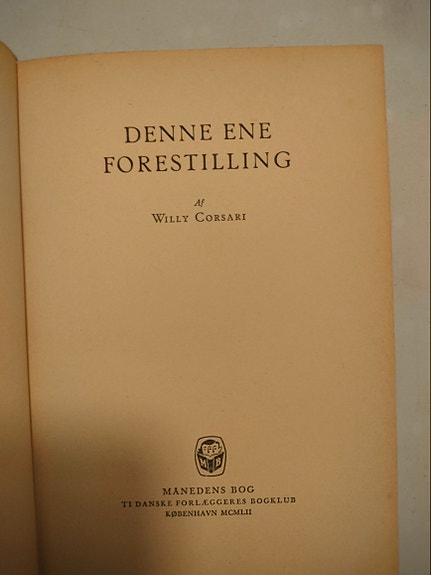 DENNE ENE
FORESTILLING
Af
WILLY CORSARI
M B
MÅNEDENS BOG
TI DANSKE FORLÆGGERES BOGKLUB
KØBENHAVN MCMLII